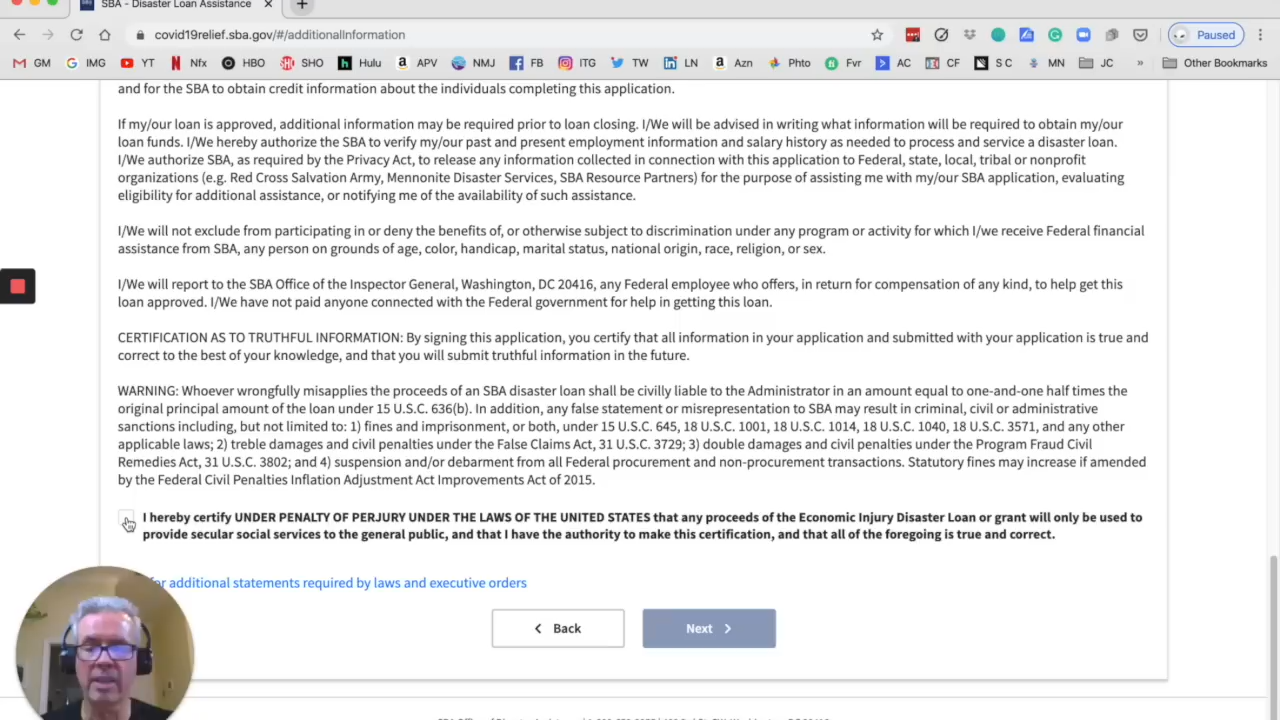 SBA - Disaster Loan Assistance
covid19relief.sba.gov/#/additionalInformation
Paused
GM IMG YT Nfx HBO SHO Hulu APV NMJ FB ITG TW LN Azn Phto Fvr AC CF S C MN JC » Other Bookmarks
and for the SBA to obtain credit information about the individuals completing this application.
If my/our loan is approved, additional information may be required prior to loan closing. I/We will be advised in writing what information will be required to obtain my/our
loan funds. I/We hereby authorize the SBA to verify my/our past and present employment information and salary history as needed to process and service a disaster loan.
I/We authorize SBA, as required by the Privacy Act, to release any information collected in connection with this application to Federal, state, local, tribal or nonprofit
organizations (e.g. Red Cross Salvation Army, Mennonite Disaster Services, SBA Resource Partners) for the purpose of assisting me with my/our SBA application, evaluating
eligibility for additional assistance, or notifying me of the availability of such assistance.
I/We will not exclude from participating in or deny the benefits of, or otherwise subject to discrimination under any program or activity for which I/we receive Federal financial
assistance from SBA, any person on grounds of age, color, handicap, marital status, national origin, race, religion, or sex.
I/We will report to the SBA Office of the Inspector General, Washington, DC 20416, any Federal employee who offers, in return for compensation of any kind, to help get this
loan approved. I/We have not paid anyone connected with the Federal government for help in getting this loan.
CERTIFICATION AS TO TRUTHFUL INFORMATION: By signing this application, you certify that all information in your application and submitted with your application is true and
correct to the best of your knowledge, and that you will submit truthful information in the future.
WARNING: Whoever wrongfully misapplies the proceeds of an SBA disaster loan shall be civilly liable to the Administrator in an amount equal to one-and-one half times the
original principal amount of the loan under 15 U.S.C. 636(b). In addition, any false statement or misrepresentation to SBA may result in criminal, civil or administrative
sanctions including, but not limited to: 1) fines and imprisonment, or both, under 15 U.S.C. 645, 18 U.S.C. 1001, 18 U.S.C. 1014, 18 U.S.C. 1040, 18 U.S.C. 3571, and any other
applicable laws; 2) treble damages and civil penalties under the False Claims Act, 31 U.S.C. 3729; 3) double damages and civil penalties under the Program Fraud Civil
Remedies Act, 31 U.S.C. 3802; and 4) suspension and/or debarment from all Federal procurement and non-procurement transactions. Statutory fines may increase if amended
by the Federal Civil Penalties Inflation Adjustment Act Improvements Act of 2015.
I hereby certify UNDER PENALTY OF PERJURY UNDER THE LAWS OF THE UNITED STATES that any proceeds of the Economic Injury Disaster Loan or grant will only be used to
provide secular social services to the general public, and that I have the authority to make this certification, and that all of the foregoing is true and correct.
for additional statements required by laws and executive orders
Back Next